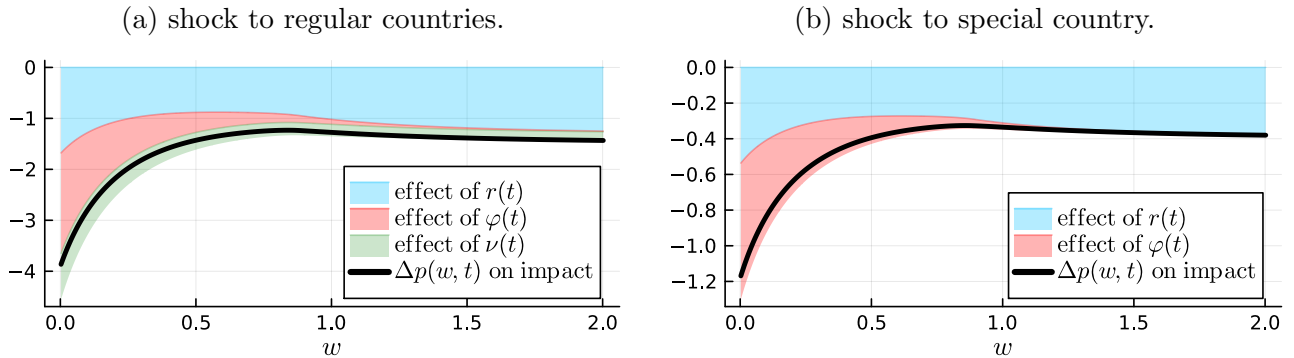 (a) shock to regular countries.
0
−1
−2
−3
−4
0.0
0.5
1.0
1.5
2.0
w
effect of r(t)
effect of φ(t)
effect of ν(t)
Δp(w, t) on impact
(b) shock to special country.
0.0
−0.2
−0.4
−0.6
−0.8
−1.0
−1.2
0.0
0.5
1.0
1.5
2.0
w
effect of r(t)
effect of φ(t)
Δp(w, t) on impact